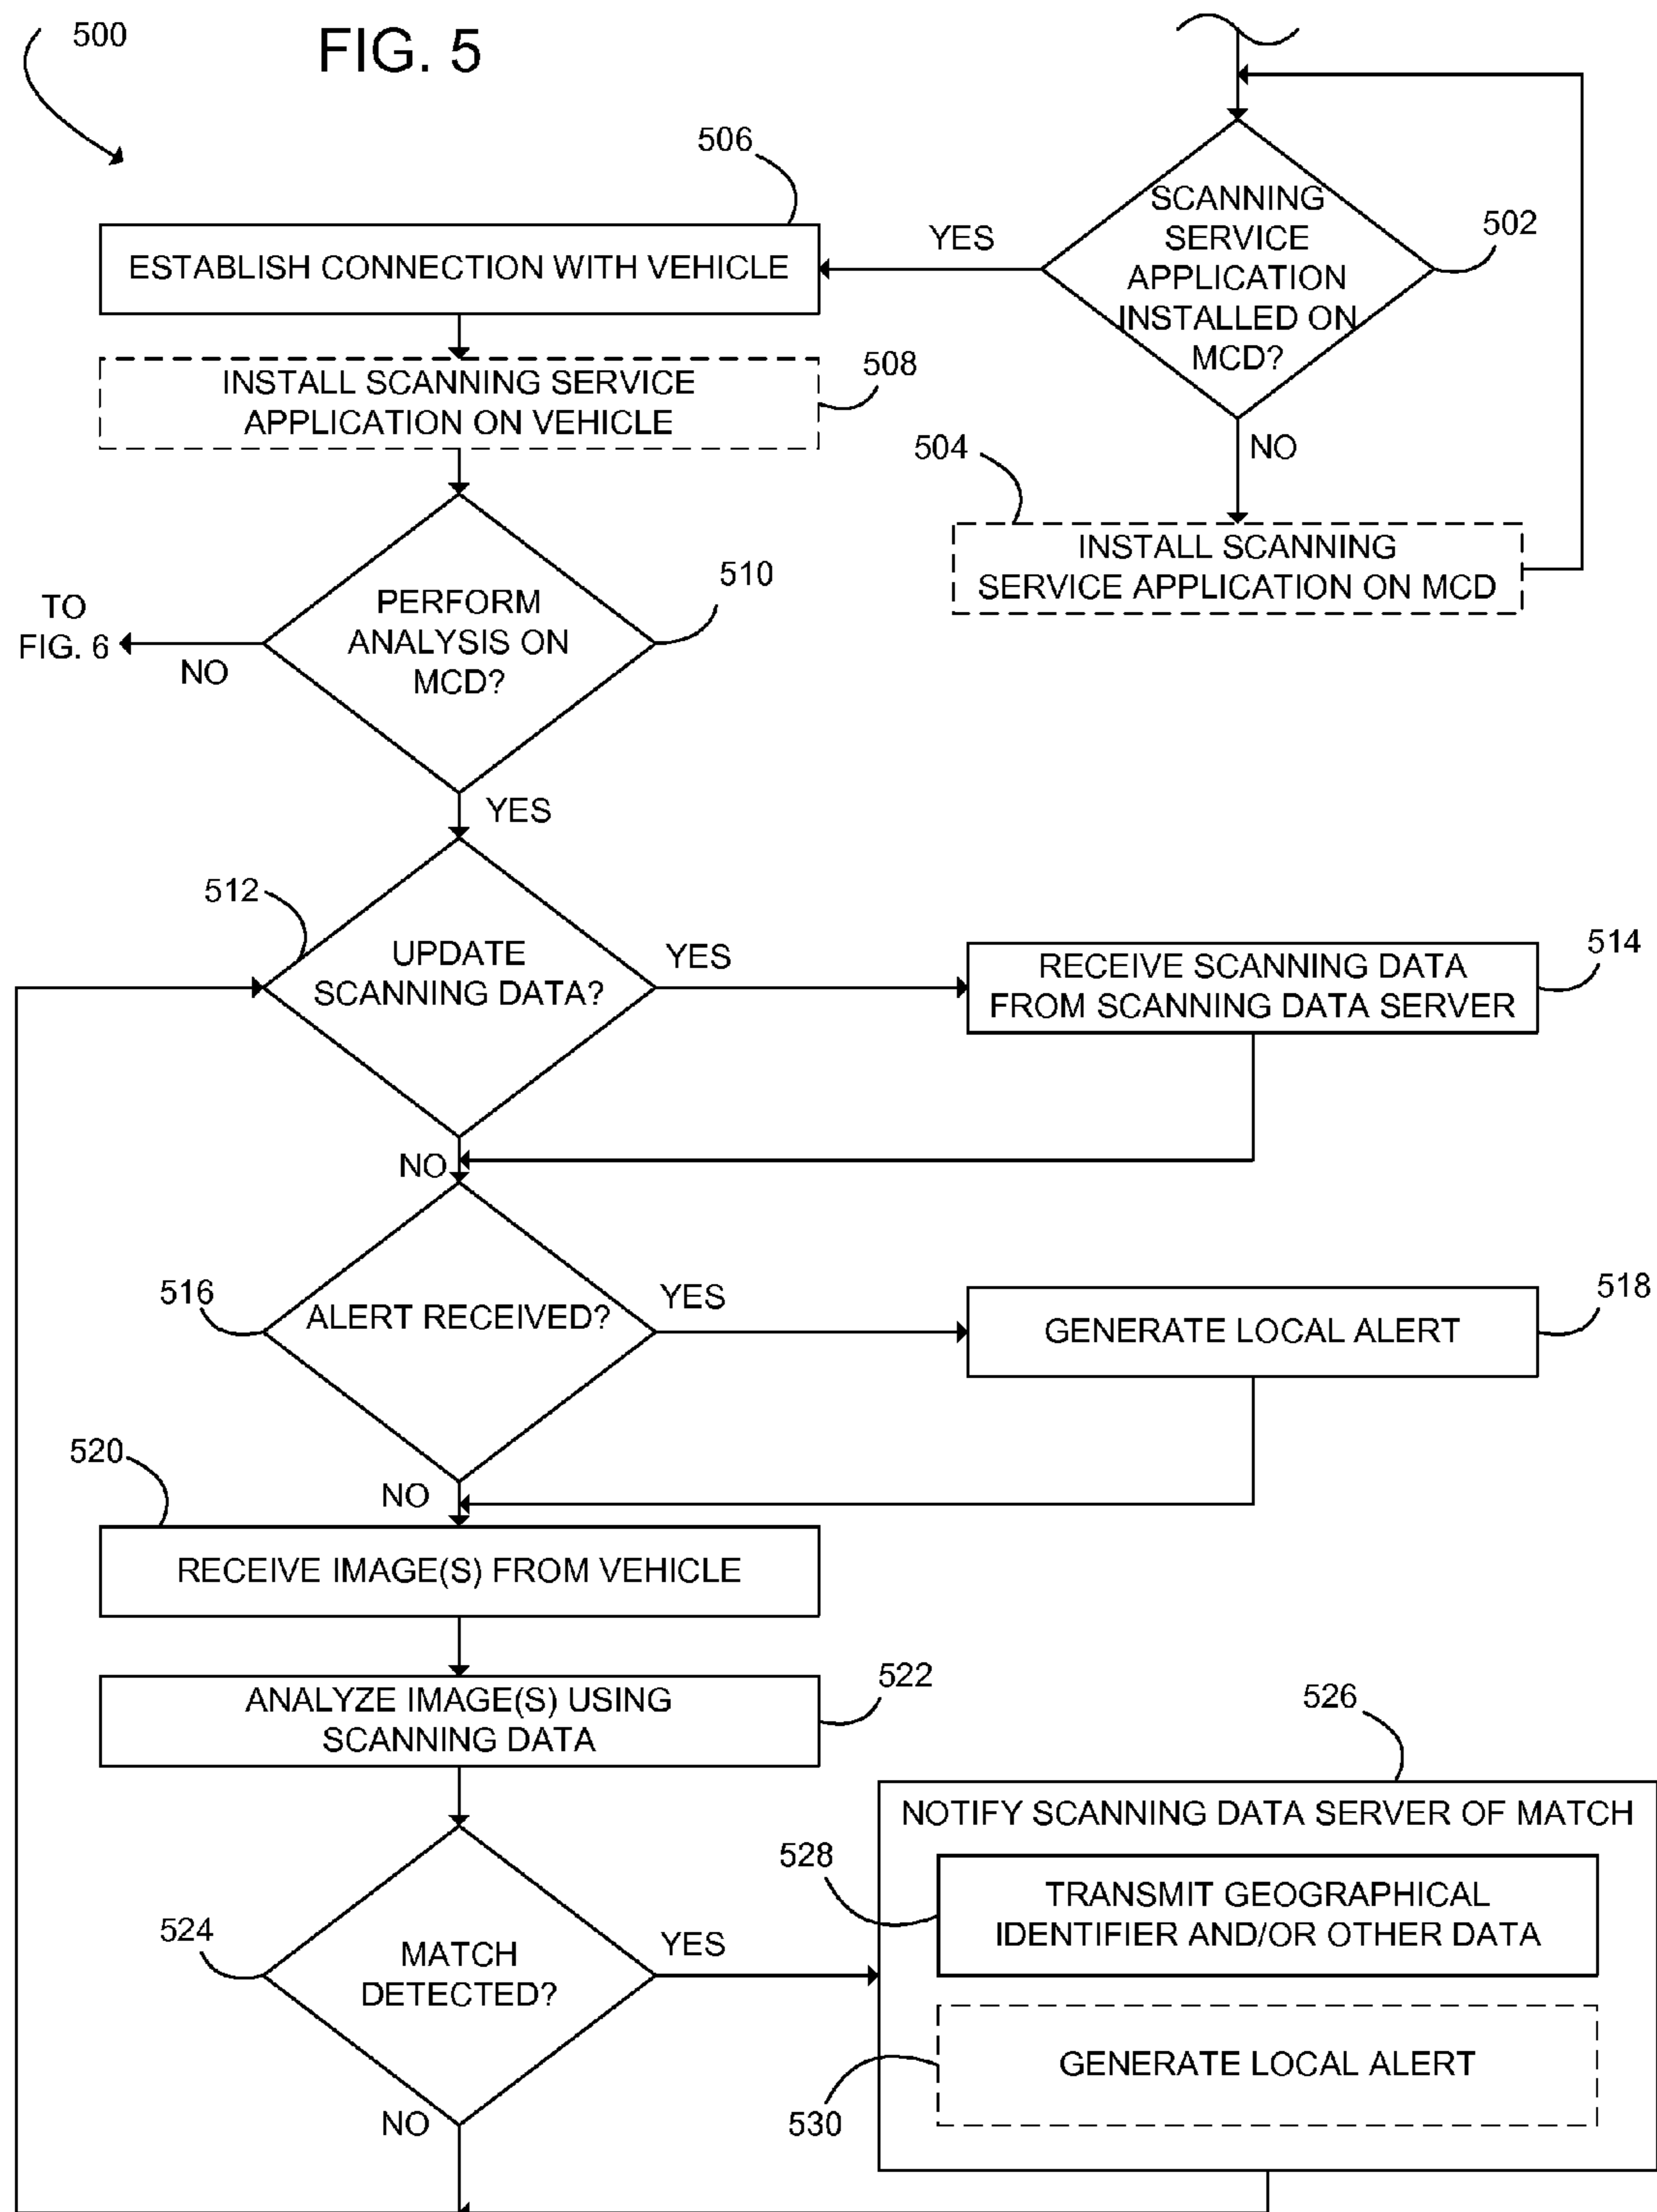 500
FIG. 5
506
SCANNING
SERVICE
APPLICATION
INSTALLED ON
MCD?
502
YES
ESTABLISH CONNECTION WITH VEHICLE
INSTALL SCANNING SERVICE
APPLICATION ON VEHICLE
508
NO
504
INSTALL SCANNING
SERVICE APPLICATION ON MCD
PERFORM
ANALYSIS ON
MCD?
510
TO
FIG. 6
NO
YES
512
UPDATE
SCANNING DATA?
YES
RECEIVE SCANNING DATA
FROM SCANNING DATA SERVER
514
NO
516
ALERT RECEIVED?
YES
GENERATE LOCAL ALERT
518
NO
520
RECEIVE IMAGE(S) FROM VEHICLE
ANALYZE IMAGE(S) USING
SCANNING DATA
522
524
MATCH
DETECTED?
YES
NO
526
NOTIFY SCANNING DATA SERVER OF MATCH
528
TRANSMIT GEOGRAPHICAL
IDENTIFIER AND/OR OTHER DATA
GENERATE LOCAL ALERT
530